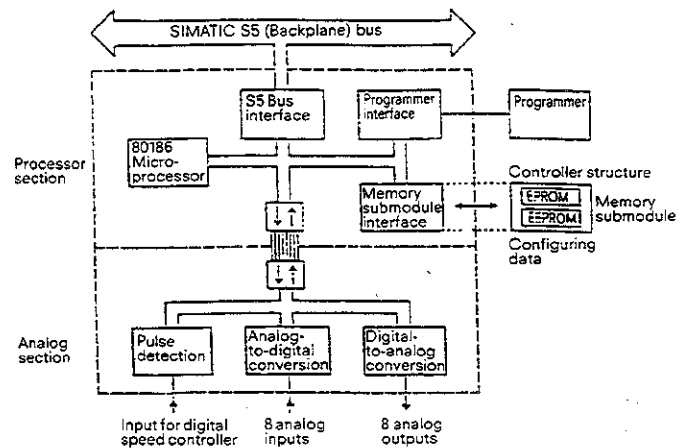 SIMATIC S5 (Backplane) bus
S5 Bus
interface
Programmer
interface
Programmer
80186
Micro-
processor
Processor
section
Memory
submodule
interface
Controller structure
EPROM
EEPROM
Memory
submodule
Configuring
data
Analog
section
Pulse
detection
Analog-
to-digital
conversion
Digital-
to-analog
conversion
Input for digital
speed controller
8 analog
inputs
8 analog
outputs